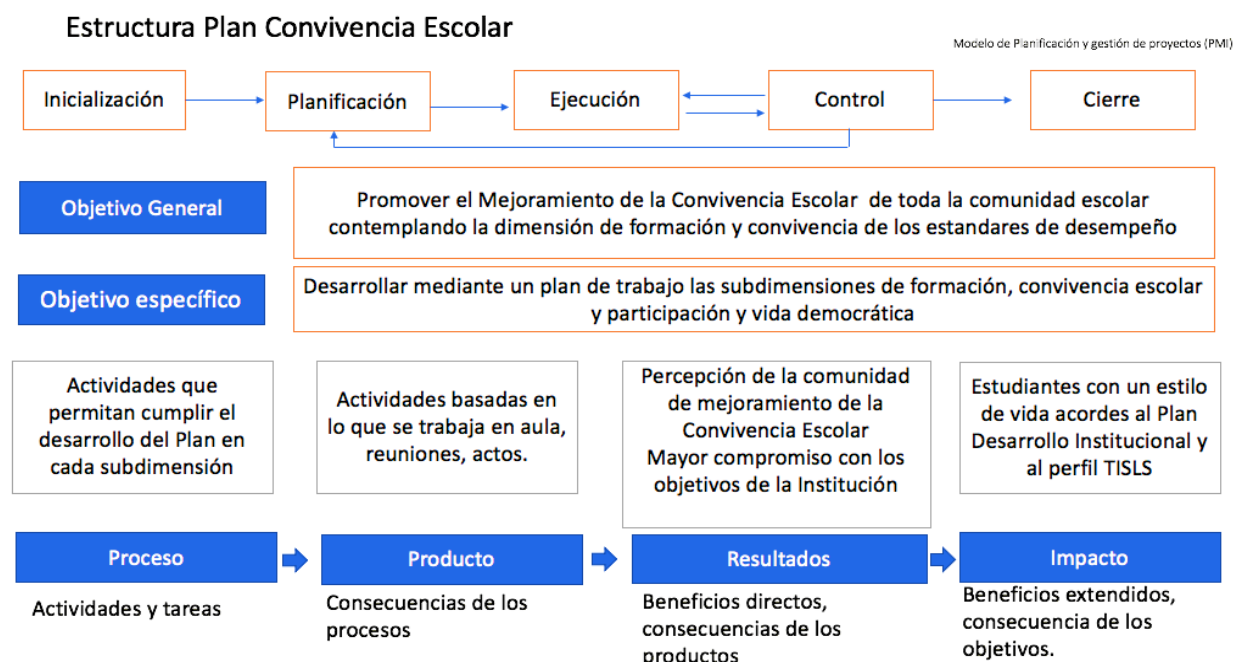 Estructura Plan Convivencia Escolar
Modelo de Planificación y gestión de proyectos (PMI)
Inicialización
Planificación
Ejecución
Control
Cierre
Objetivo General
Promover el Mejoramiento de la Convivencia Escolar de toda la comunidad escolar
contemplando la dimensión de formación y convivencia de los estandares de desempeño
Objetivo específico
Desarrollar mediante un plan de trabajo las subdimensiones de formación, convivencia escolar
y participación y vida democrática
Actividades que
permitan cumplir el
desarrollo del Plan en
cada subdimensión
Actividades basadas en
lo que se trabaja en aula,
reuniones, actos.
Percepción de la comunidad
de mejoramiento de la
Convivencia Escolar
Mayor compromiso con los
objetivos de la Institución
Estudiantes con un estilo
de vida acordes al Plan
Desarrollo Institucional y
al perfil TISLS
Proceso
Producto
Resultados
Impacto
Actividades y tareas
Consecuencias de los
procesos
Beneficios directos,
consecuencias de los
productos
Beneficios extendidos,
consecuencia de los
objetivos.